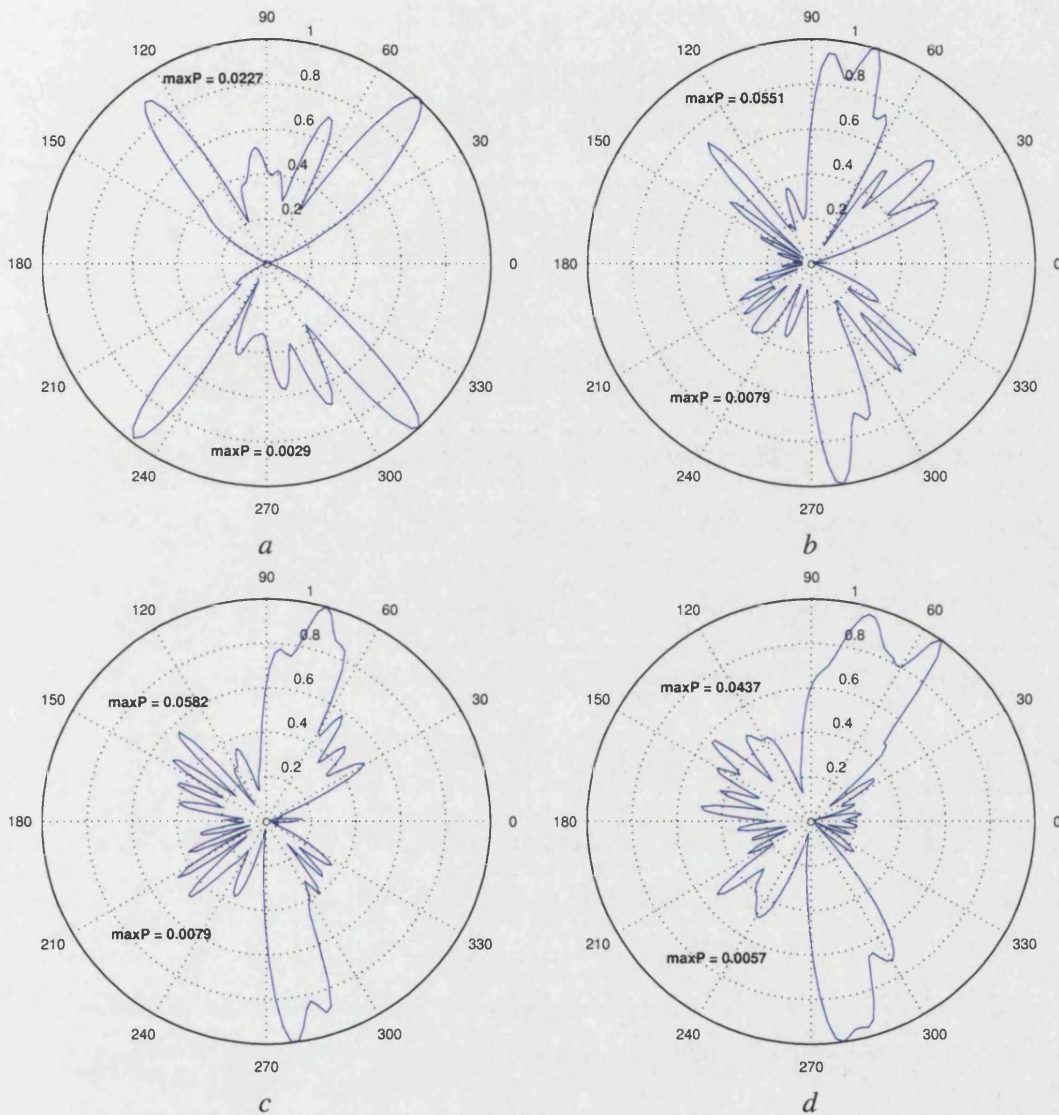 90 90
120 1 60 120 1 60
maxP = 0.0227 0.8 maxP = 0.0551 0.8
150 0.6 30 150 0.6 30
0.4 0.4
0.2 0.2
180 0 180 0
210 330 210 330
maxP = 0.0029 maxP = 0.0079
240 300 240 300
270 270
a b
90 90
120 1 60 120 1 60
0.8 0.8
maxP = 0.0582 0.6 maxP = 0.0437 0.6
150 30 150 30
0.4 0.4
0.2 0.2
180 0 180 0
maxP = 0.0079 maxP = 0.0057
210 330 210 330
240 300 240 300
270 270
c d